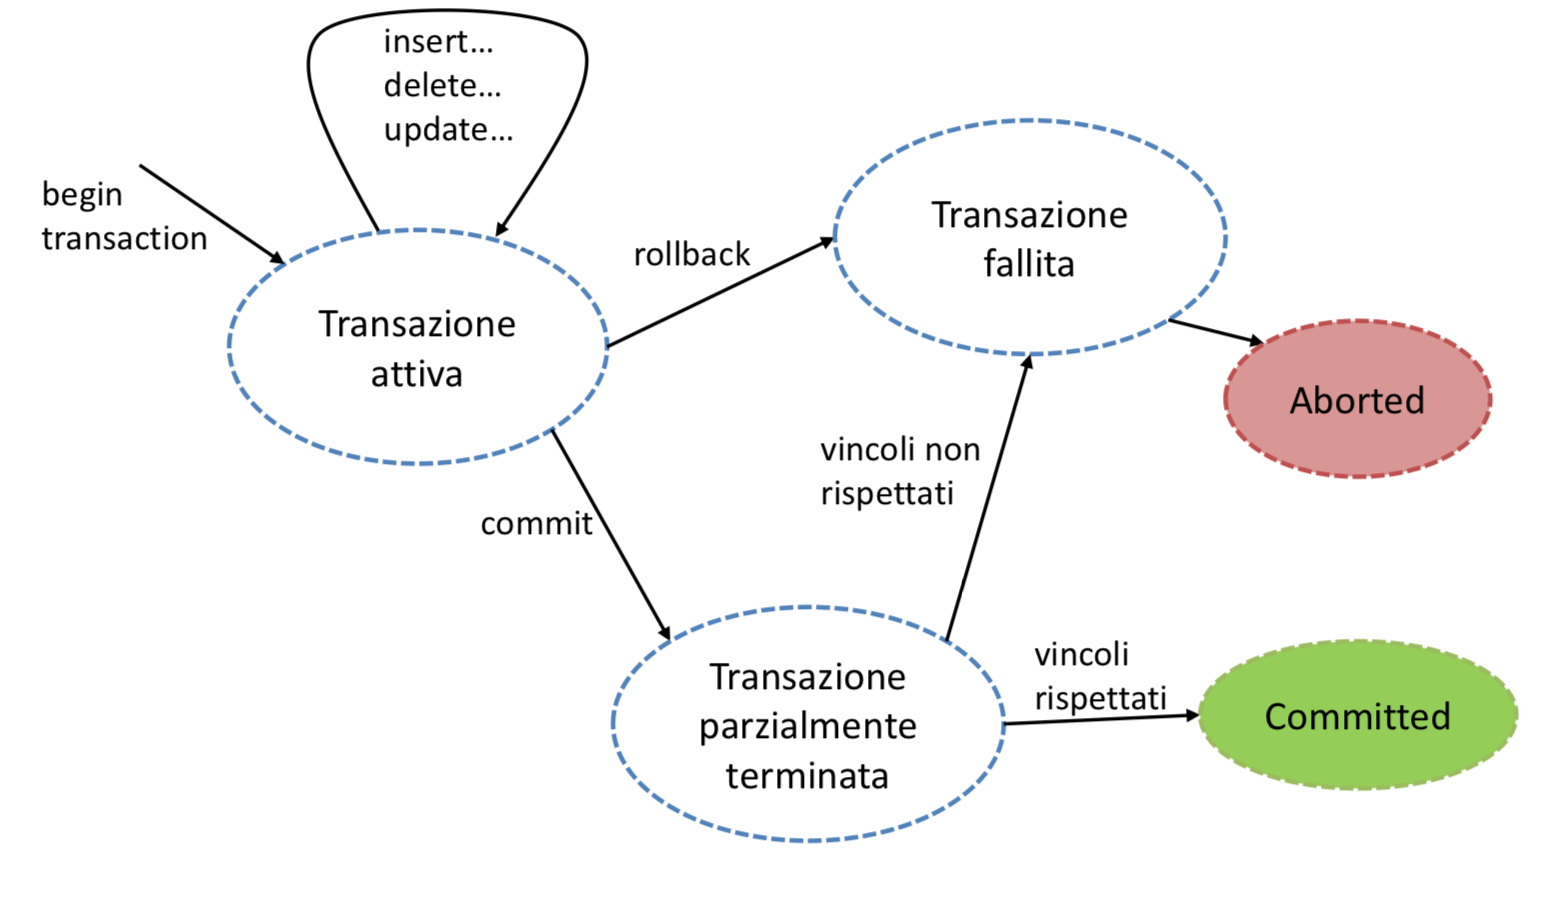 insert…
delete…
update…
begin
transaction
Transazione
attiva
rollback
Transazione
fallita
Aborted
vincoli non
rispettati
commit
Transazione
parzialmente
terminata
vincoli
rispettati
Committed